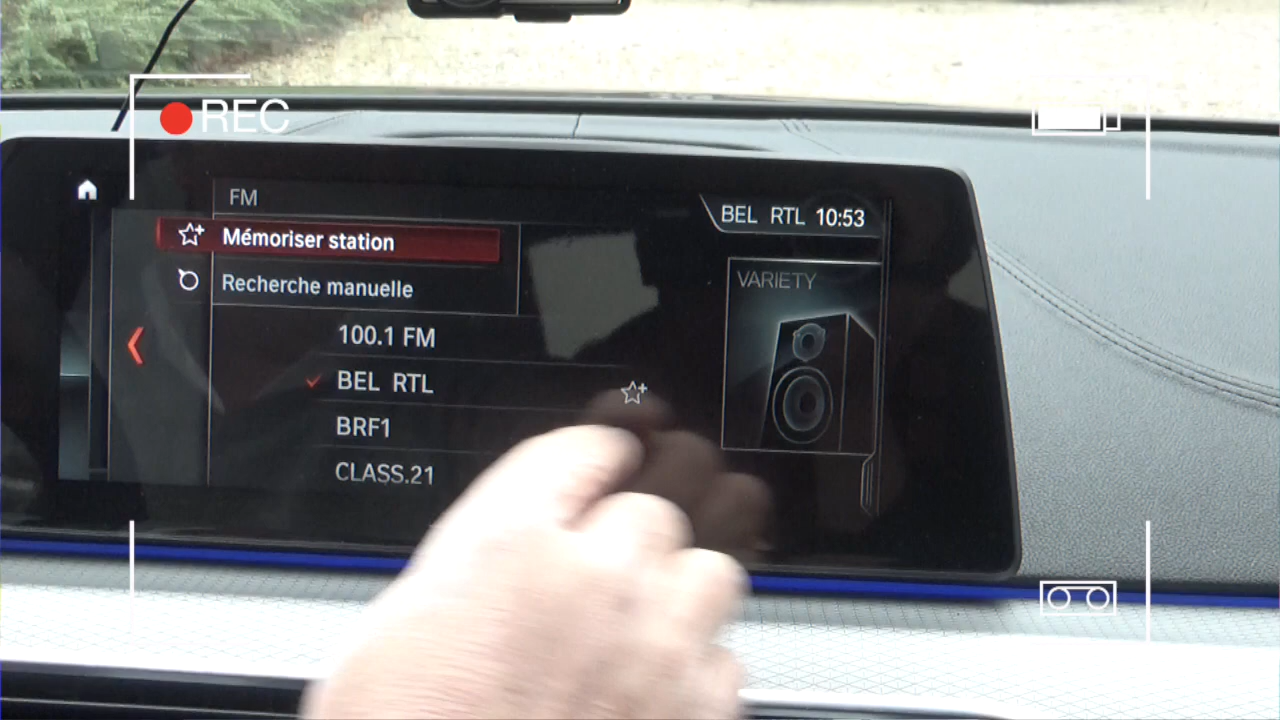 REC
FM
BEL RTL 10:53
Mémoriser station
VARIETY
Recherche manuelle
100.1 FM
BEL RTL
BRF1
CLASS.21